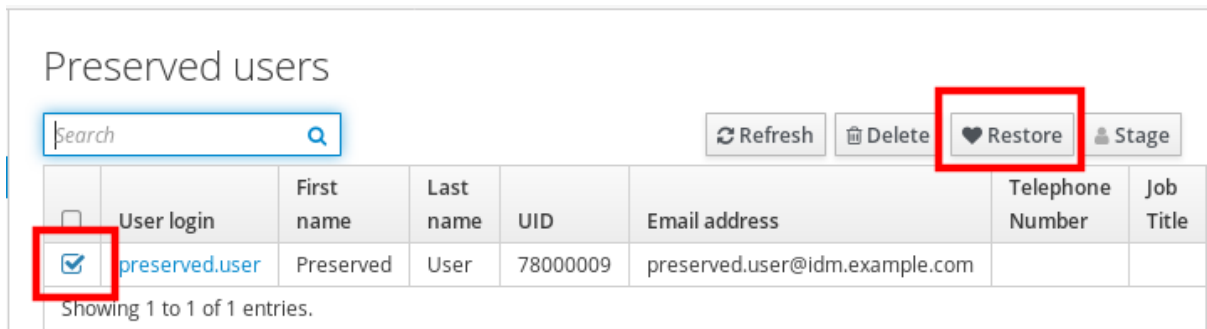 Preserved users
Search
Refresh Delete Restore Stage
User login First name Last name UID Email address Telephone Number Job Title
preserved.user Preserved User 78000009 preserved.user@idm.example.com
Showing 1 to 1 of 1 entries.